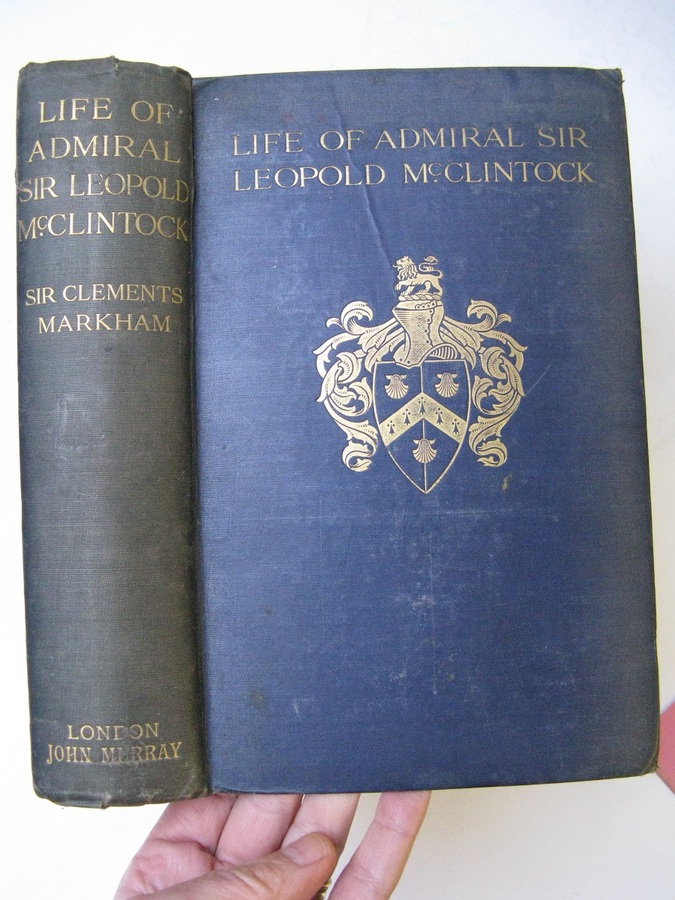 LIFE OF
ADMIRAL
SIR LEOPOLD
MᶜCLINTOCK
SIR CLEMENTS
MARKHAM
LONDON
JOHN MURRAY
LIFE OF ADMIRAL SIR
LEOPOLD MᶜCLINTOCK